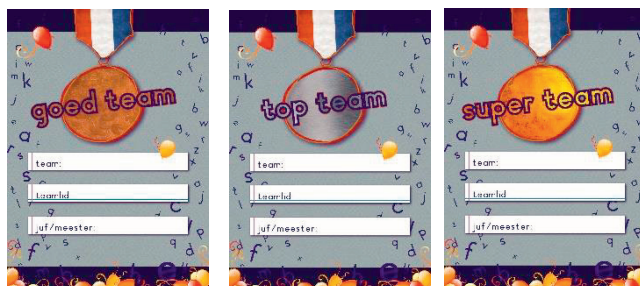 goed team
team:
teamlid
juf/meester:
top team
team:
teamlid
juf/meester:
super team
team:
teamlid
juf/meester: